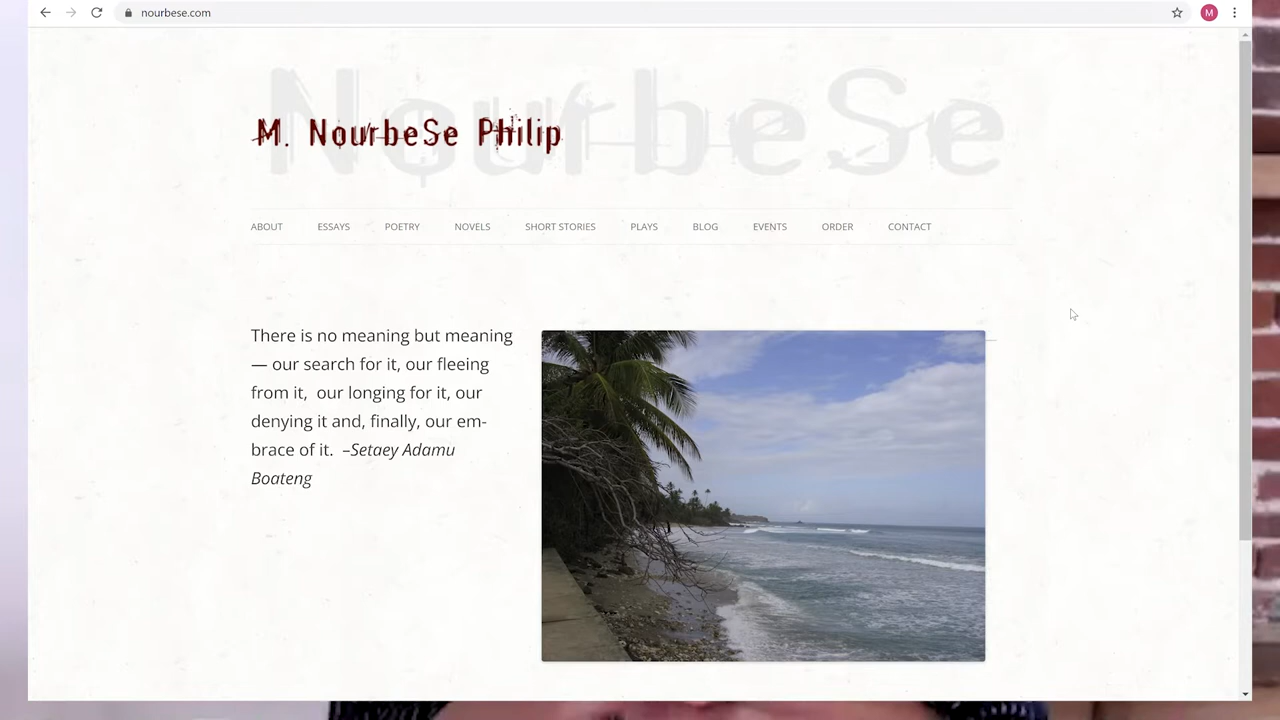 nourbese.com
M
NourbeSe
M. NourbeSe Philip
ABOUT ESSAYS POETRY NOVELS SHORT STORIES PLAYS BLOG EVENTS ORDER CONTACT
There is no meaning but meaning
— our search for it, our fleeing
from it, our longing for it, our
denying it and, finally, our em-
brace of it. –Setaey Adamu
Boateng